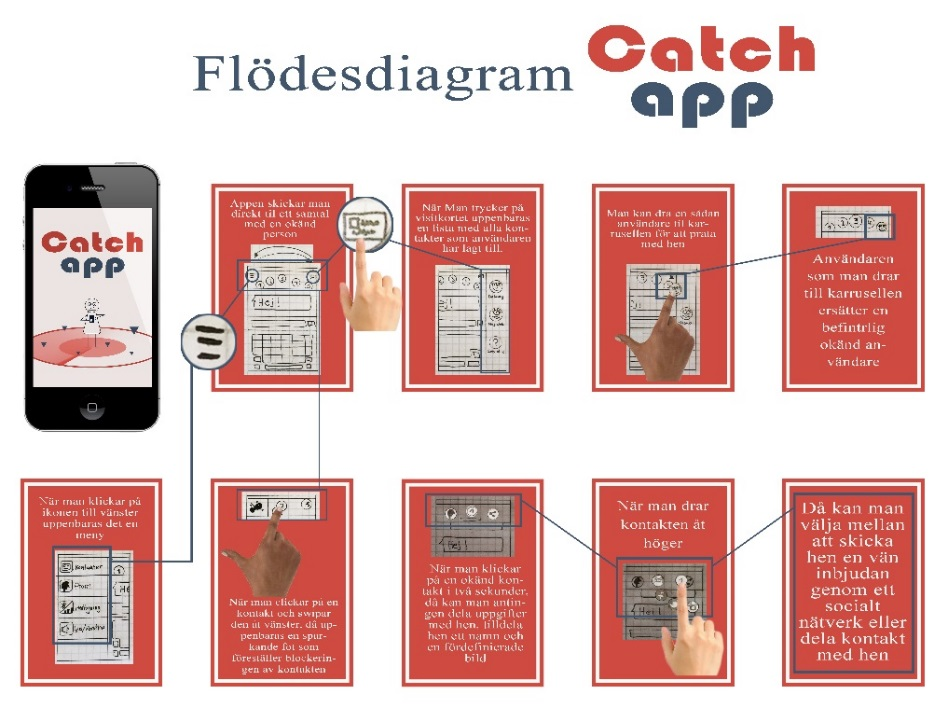 Flödesdiagram
Catch
app
Catch
app
Appen skickar man
direkt til ett samtal
med en okänd
person
Hej!
När Man trycker på
visitkortet uppenbaras
en lista med alla kon-
takter som användaren
har lagt till.
Man kan dra en sådan
användare til kar-
rusellen för att prata
med hen
Användaren
som man drar
till karrusellen
ersätter en
befintrlig
okänd an-
vändare
När man klickar på
ikonen till vänster
uppenbaras det en
meny
När man clickar på en
kontakt och swipar
den åt vänster, då up-
penbaras en spar-
kande fot som
föreställer blockerin-
gen av kontakten
Hej!
När man klickar
på en okänd kon-
takt i två sekunder,
då kan man antin-
gen dela uppgifter
med hen, tilldela
hen ett namn och
en fördefinierade
bild
När man drar
kontakten åt
höger
Hej!
Då kan man
välja mellan
att skicka
hen en vän
inbjudan
genom ett
socialt
nätverk eller
dela kontakt
med hen